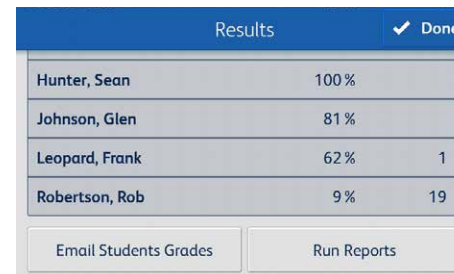 Results ✔ Done
Hunter, Sean 100 %
Johnson, Glen 81 %
Leopard, Frank 62 % 1
Robertson, Rob 9 % 19
Email Students Grades Run Reports